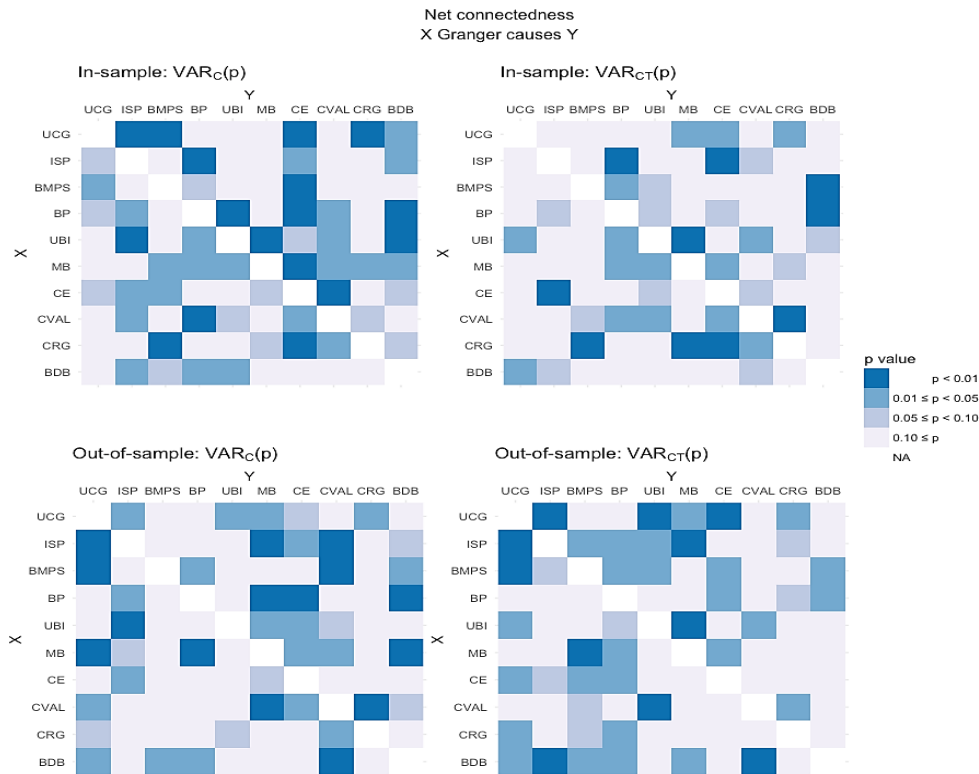 Net connectedness
X Granger causes Y
In-sample: VARC(p)
Y
UCG ISP BMPS BP UBI MB CE CVAL CRG BDB
UCG
ISP
BMPS
BP
X
UBI
MB
CE
CVAL
CRG
BDB
In-sample: VARCT(p)
Y
UCG ISP BMPS BP UBI MB CE CVAL CRG BDB
UCG
ISP
BMPS
BP
X
UBI
MB
CE
CVAL
CRG
BDB
p value
p < 0.01
0.01 ≤ p < 0.05
0.05 ≤ p < 0.10
0.10 ≤ p
NA
Out-of-sample: VARC(p)
Y
UCG ISP BMPS BP UBI MB CE CVAL CRG BDB
UCG
ISP
BMPS
BP
UBI
X
MB
CE
CVAL
CRG
BDB
Out-of-sample: VARCT(p)
Y
UCG ISP BMPS BP UBI MB CE CVAL CRG BDB
UCG
ISP
BMPS
BP
UBI
X
MB
CE
CVAL
CRG
BDB